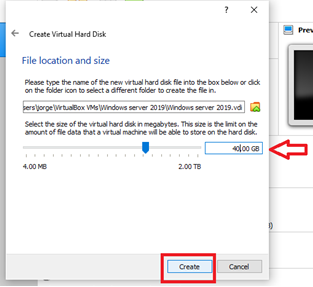 Create Virtual Hard Disk
Previ
File location and size
Please type the name of the new virtual hard disk file into the box below or click
on the folder icon to select a different folder to create the file in.
ers\jorge\VirtualBox VMs\Windows server 2019\Windows server 2019.vdi
Select the size of the virtual hard disk in megabytes. This size is the limit on the
amount of file data that a virtual machine will be able to store on the hard disk.
40.00 GB
4.00 MB
2.00 TB
Create
Cancel